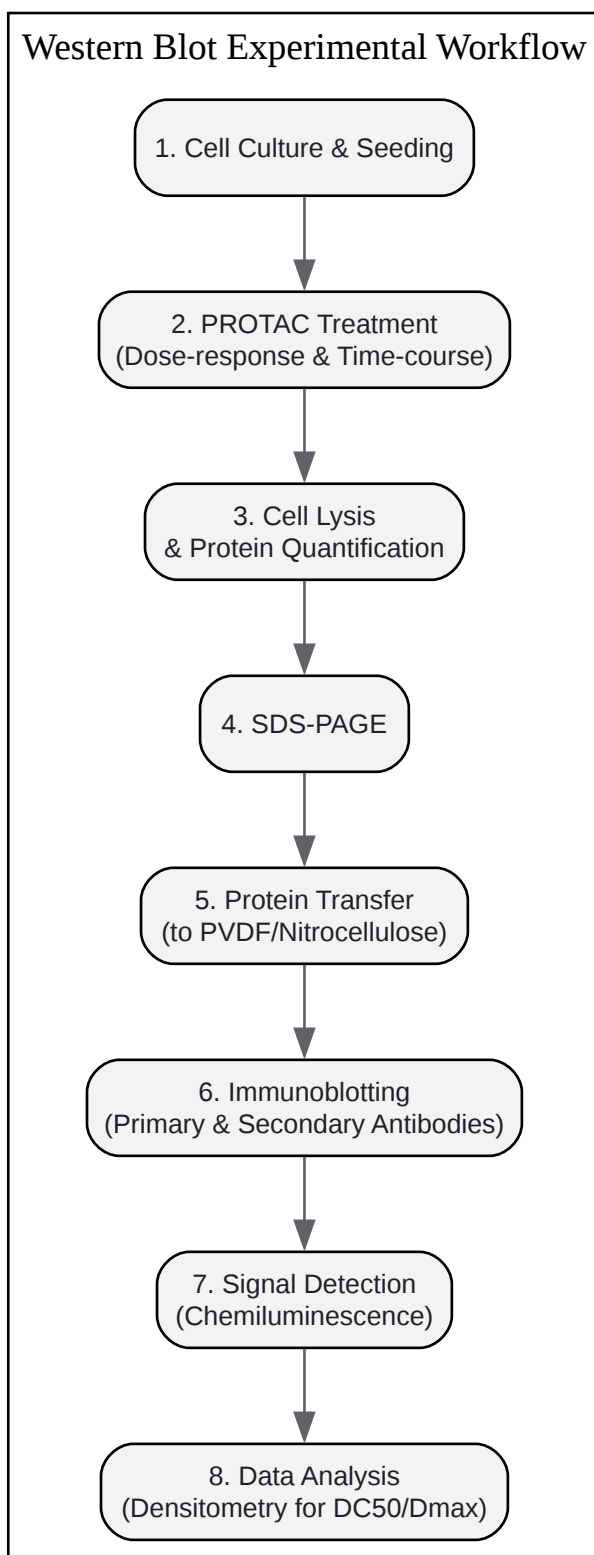 Western Blot Experimental Workflow
1. Cell Culture & Seeding
2. PROTAC Treatment
(Dose-response & Time-course)
3. Cell Lysis
& Protein Quantification
4. SDS-PAGE
5. Protein Transfer
(to PVDF/Nitrocellulose)
6. Immunoblotting
(Primary & Secondary Antibodies)
7. Signal Detection
(Chemiluminescence)
8. Data Analysis
(Densitometry for DC50/Dmax)